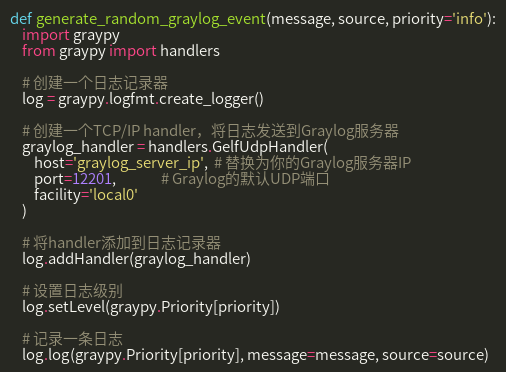 def generate_random_graylog_event(message, source, priority='info'):
    import graypy
    from graypy import handlers

    # 创建一个日志记录器
    log = graypy.logfmt.create_logger()

    # 创建一个TCP/IP handler，将日志发送到Graylog服务器
    graylog_handler = handlers.GelfUdpHandler(
        host='graylog_server_ip',  # 替换为你的Graylog服务器IP
        port=12201,           # Graylog的默认UDP端口
        facility='local0'
    )

    # 将handler添加到日志记录器
    log.addHandler(graylog_handler)

    # 设置日志级别
    log.setLevel(graypy.Priority[priority])

    # 记录一条日志
    log.log(graypy.Priority[priority], message=message, source=source)